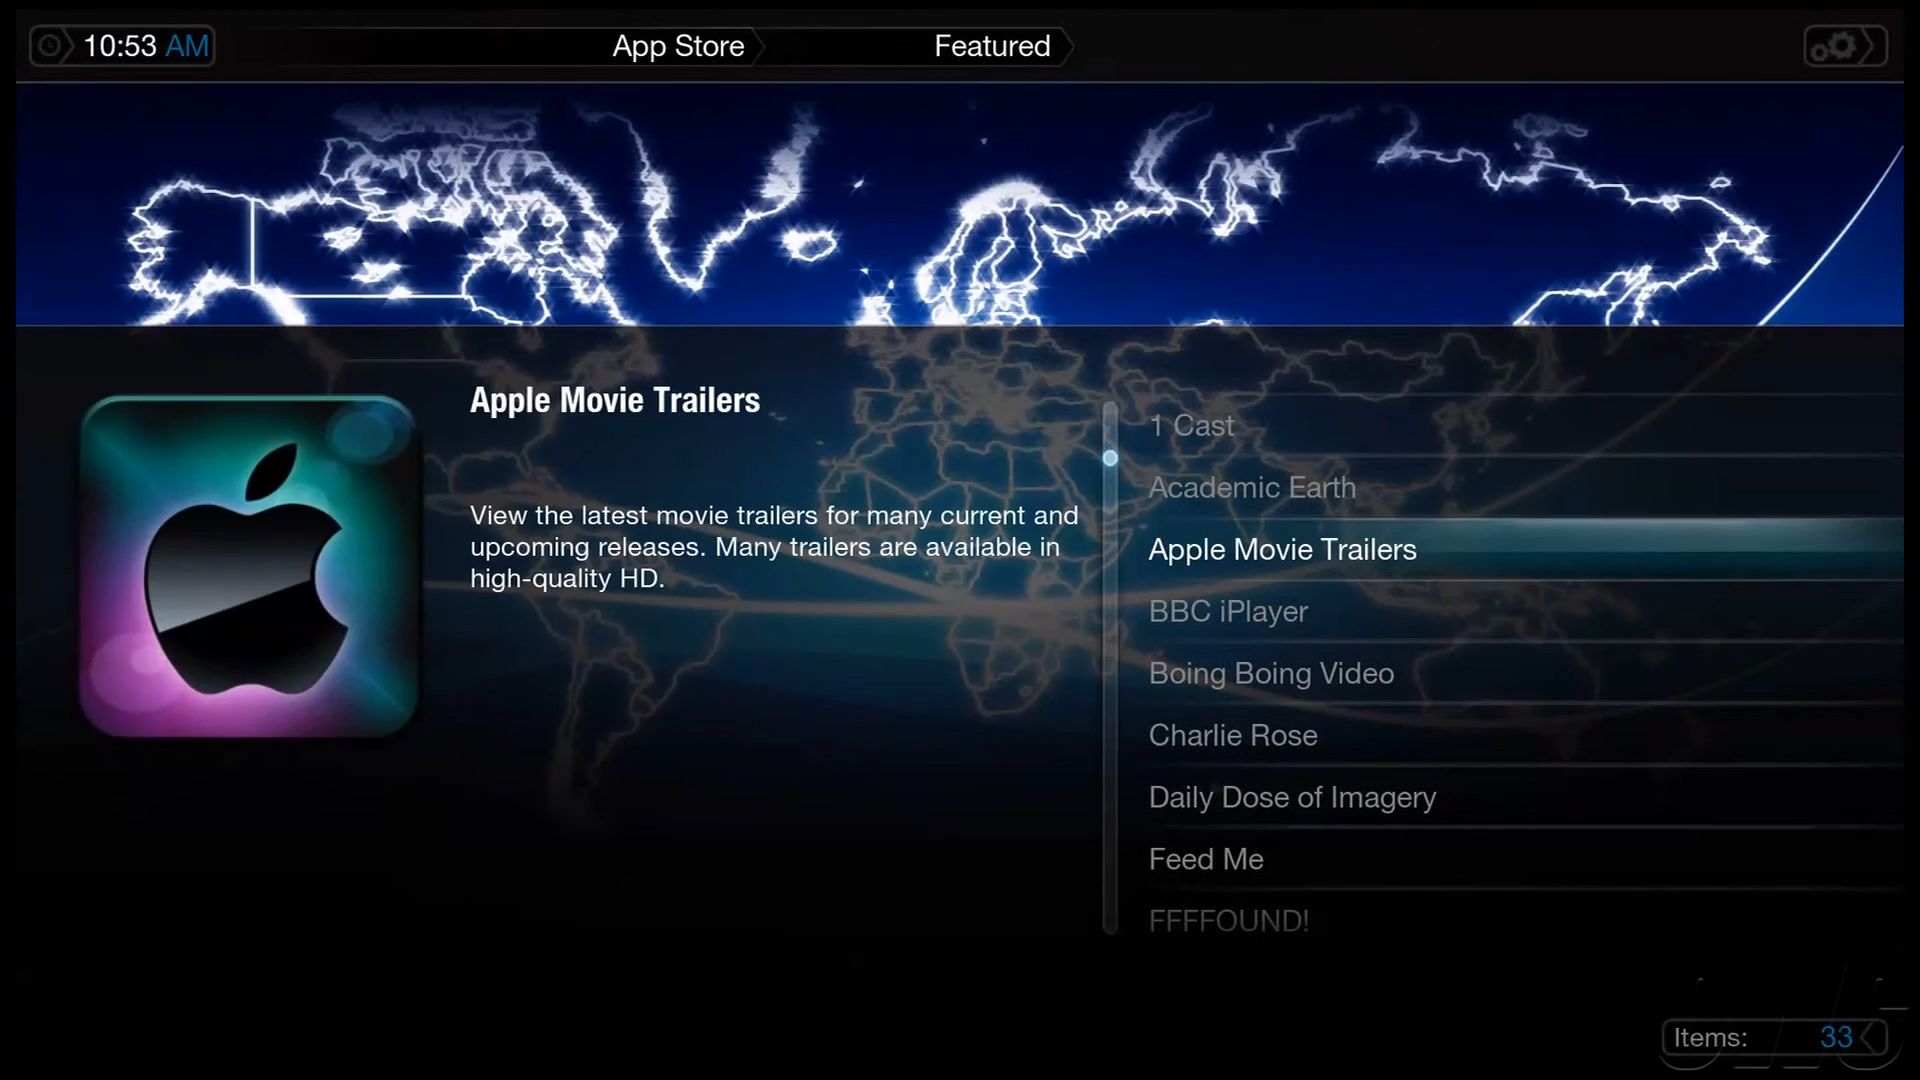 10:53 AM
App Store
Featured
Apple Movie Trailers
View the latest movie trailers for many current and
upcoming releases. Many trailers are available in
high-quality HD.
1 Cast
Academic Earth
Apple Movie Trailers
BBC iPlayer
Boing Boing Video
Charlie Rose
Daily Dose of Imagery
Feed Me
FFFFOUND!
Items: 33